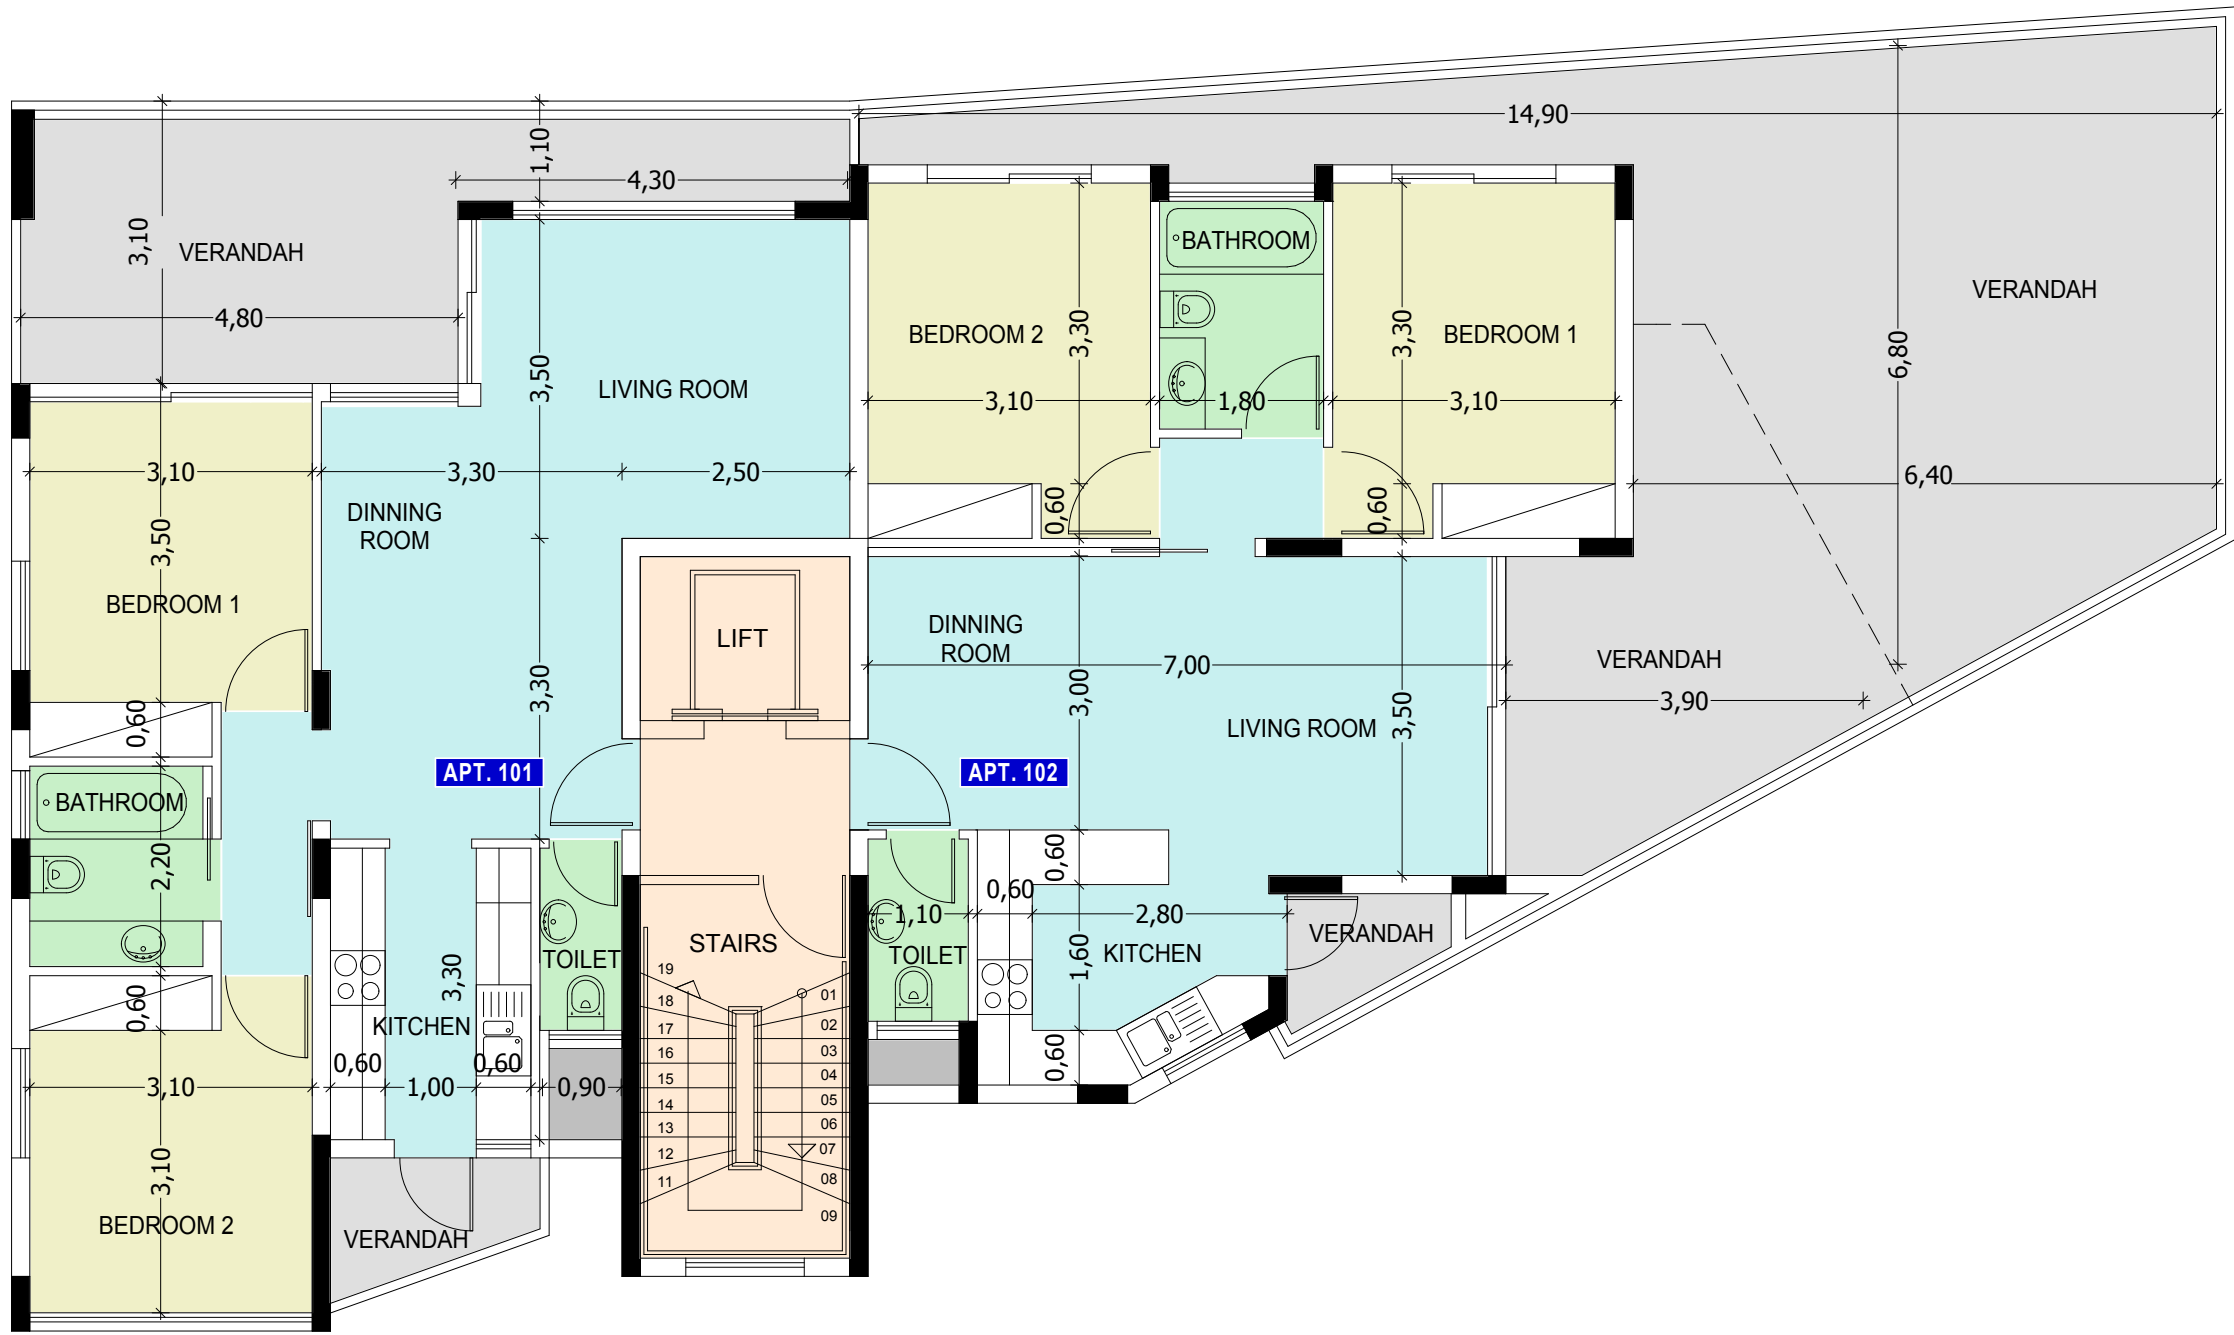 14,90
1,10
4,30
3,10
VERANDAH
4,80
BATHROOM
VERANDAH
BEDROOM 2
3,30
3,30
BEDROOM 1
6,80
3,50
LIVING ROOM
3,10
1,80
3,10
3,10
3,30
2,50
6,40
DINNING
ROOM
0,60
0,60
3,50
BEDROOM 1
LIFT
DINNING
ROOM
7,00
VERANDAH
3,00
3,30
3,90
0,60
LIVING ROOM
3,50
APT. 101
APT. 102
BATHROOM
2,20
0,60
0,60
1,10
2,80
STAIRS
VERANDAH
TOILET
TOILET
KITCHEN
1,60
3,30
0,60
KITCHEN
19
18
17
16
15
14
13
12
11
01
02
03
04
05
06
07
08
09
0,60
0,60
0,60
3,10
1,00
0,90
3,10
BEDROOM 2
VERANDAH